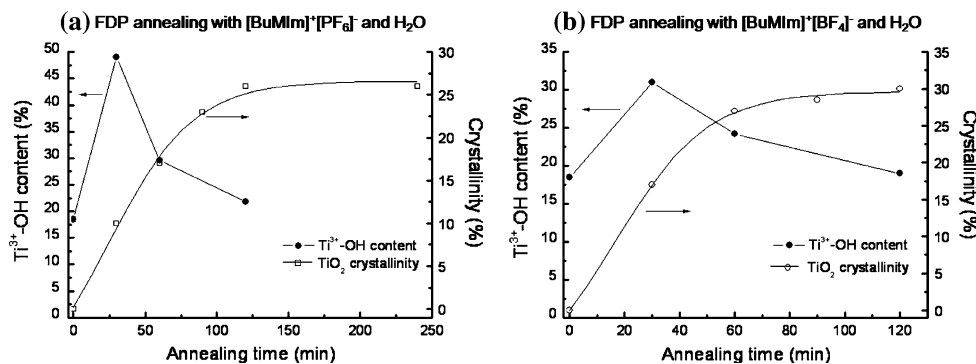 (a) FDP annealing with [BuMIm]⁺[PF₆]⁻ and H₂O
50
45
40
35
30
25
20
15
10
5
0
Ti³⁺-OH content (%)
30
25
20
15
10
5
0
Crystallinity (%)
Ti³⁺-OH content
TiO₂ crystallinity
0 50 100 150 200 250
Annealing time (min)
(b) FDP annealing with [BuMIm]⁺[BF₄]⁻ and H₂O
40
35
30
25
20
15
10
5
0
Ti³⁺-OH content (%)
35
30
25
20
15
10
5
0
Crystallinity (%)
Ti³⁺-OH content
TiO₂ crystallinity
0 20 40 60 80 100 120
Annealing time (min)